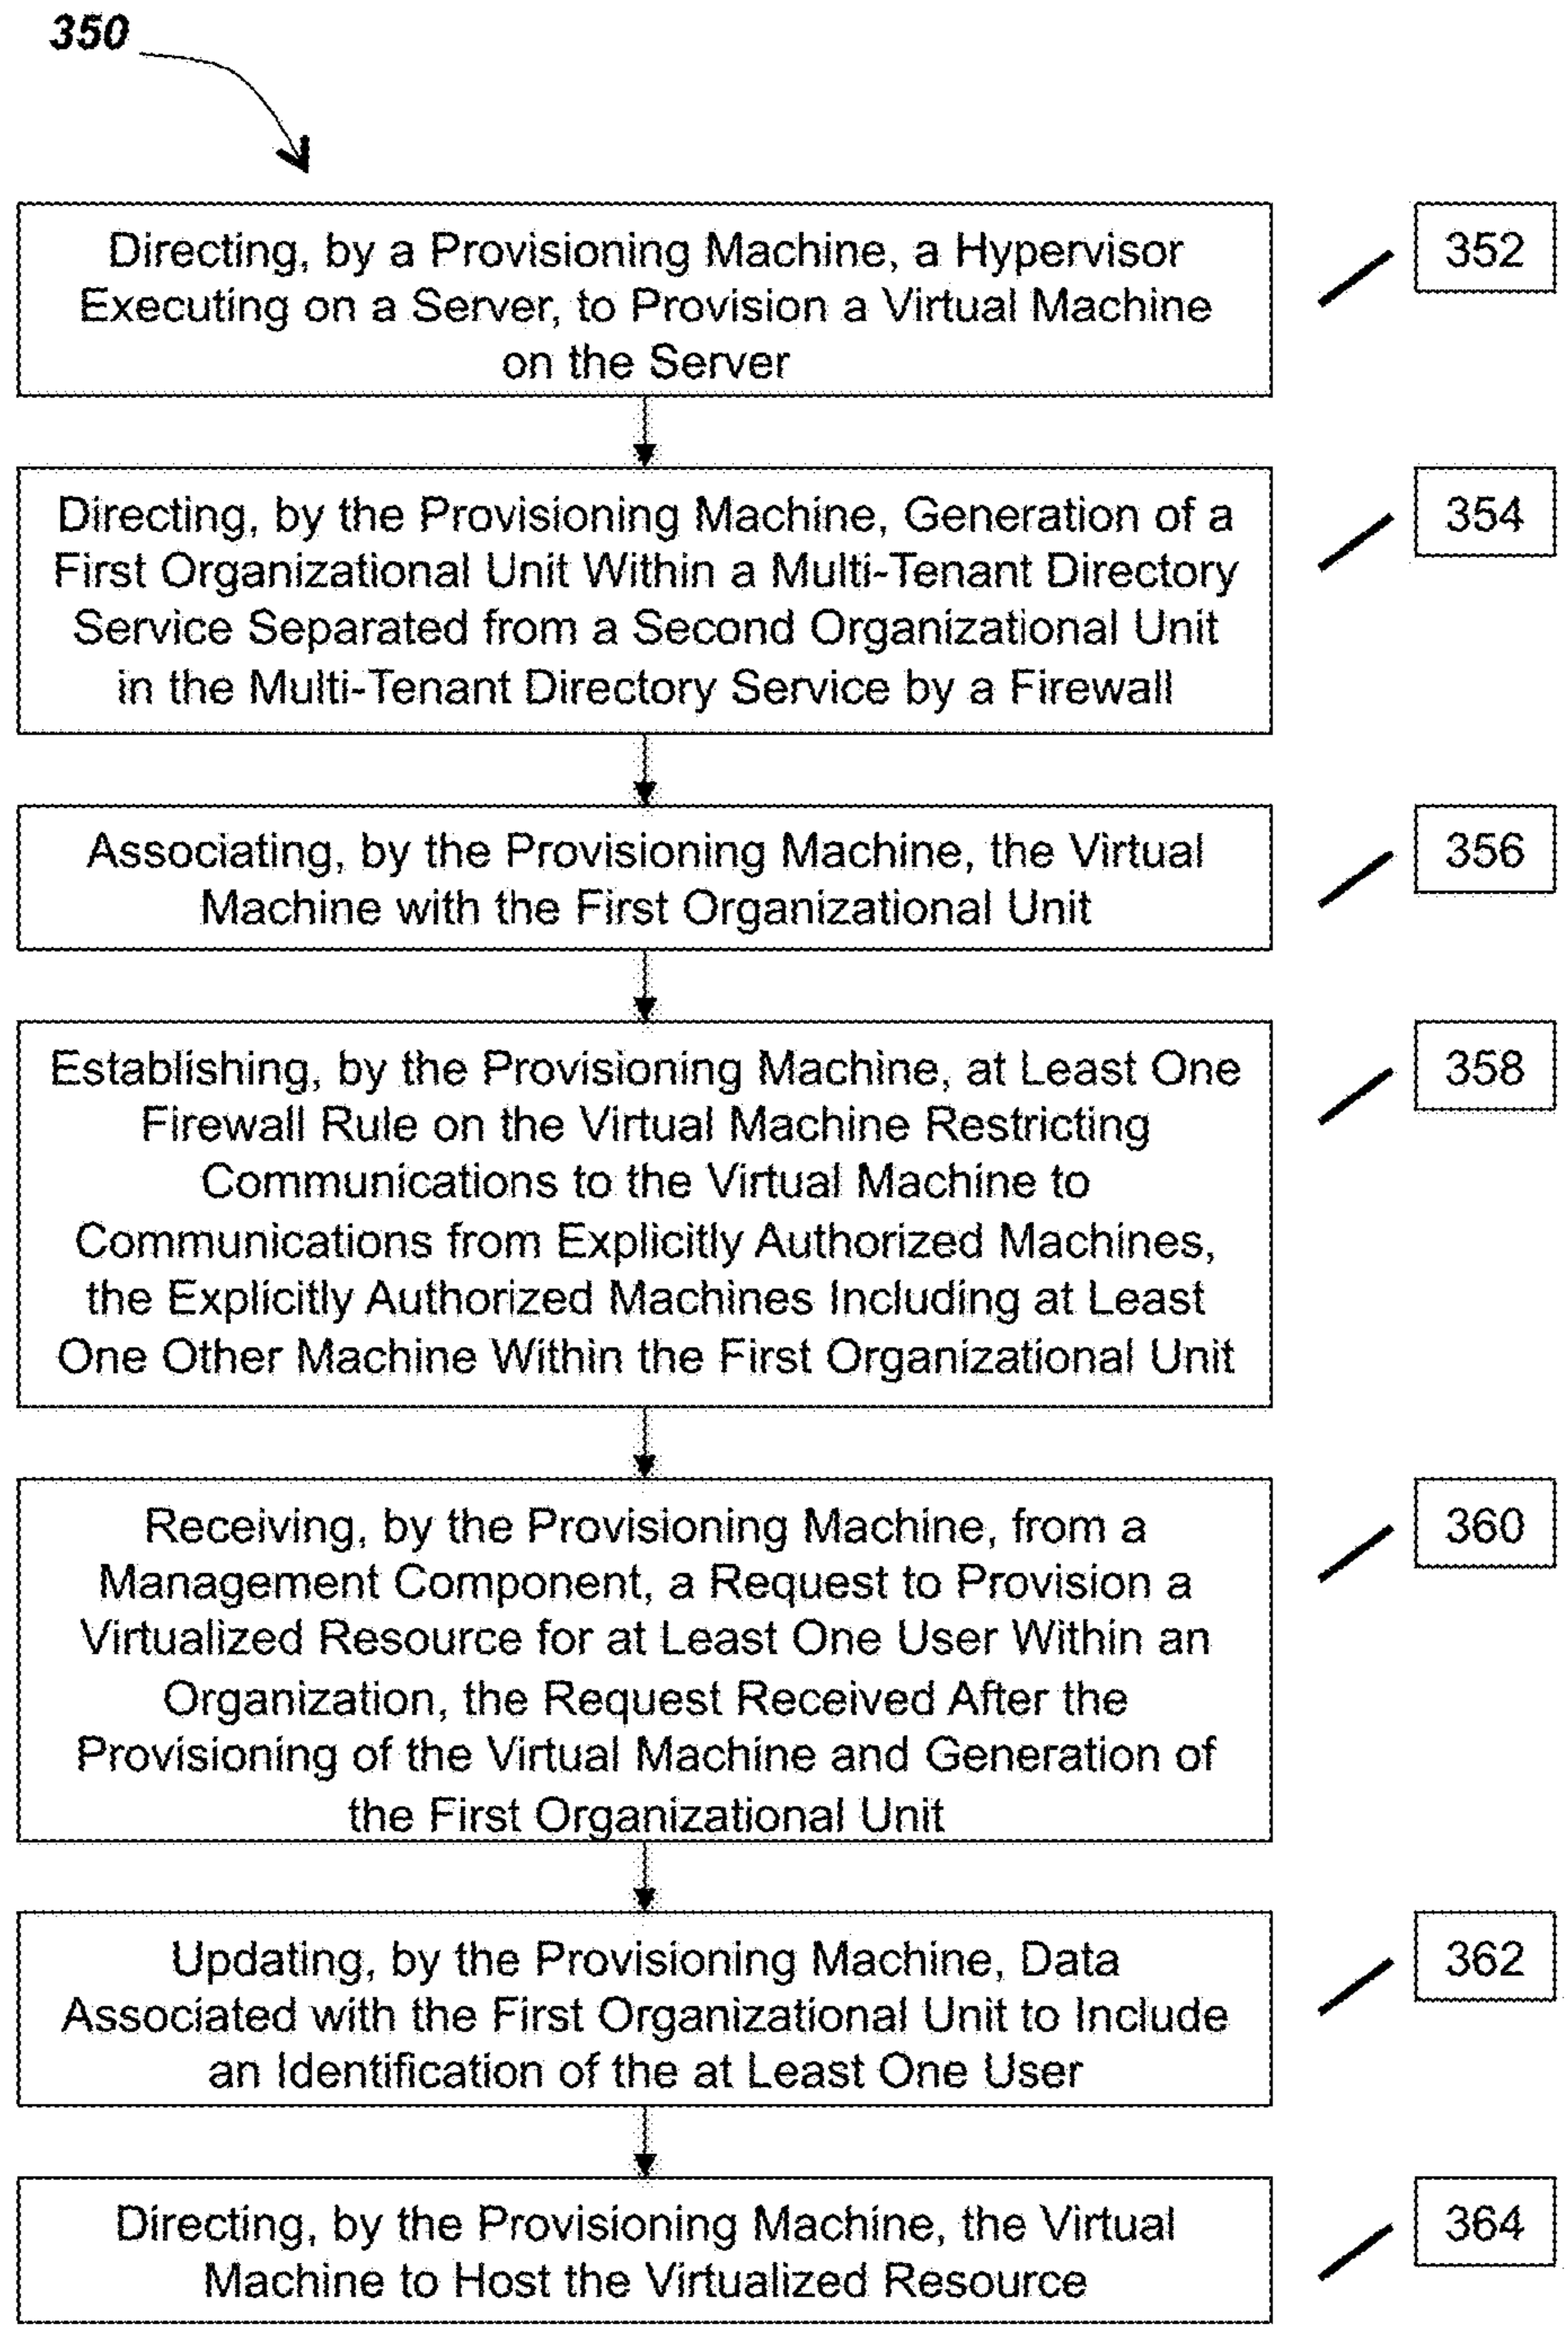 350
Directing, by a Provisioning Machine, a Hypervisor
Executing on a Server, to Provision a Virtual Machine
on the Server
352
Directing, by the Provisioning Machine, Generation of a
First Organizational Unit Within a Multi-Tenant Directory
Service Separated from a Second Organizational Unit
in the Multi-Tenant Directory Service by a Firewall
354
Associating, by the Provisioning Machine, the Virtual
Machine with the First Organizational Unit
356
Establishing, by the Provisioning Machine, at Least One
Firewall Rule on the Virtual Machine Restricting
Communications to the Virtual Machine to
Communications from Explicitly Authorized Machines,
the Explicitly Authorized Machines Including at Least
One Other Machine Within the First Organizational Unit
358
Receiving, by the Provisioning Machine, from a
Management Component, a Request to Provision a
Virtualized Resource for at Least One User Within an
Organization, the Request Received After the
Provisioning of the Virtual Machine and Generation of
the First Organizational Unit
360
Updating, by the Provisioning Machine, Data
Associated with the First Organizational Unit to Include
an Identification of the at Least One User
362
Directing, by the Provisioning Machine, the Virtual
Machine to Host the Virtualized Resource
364